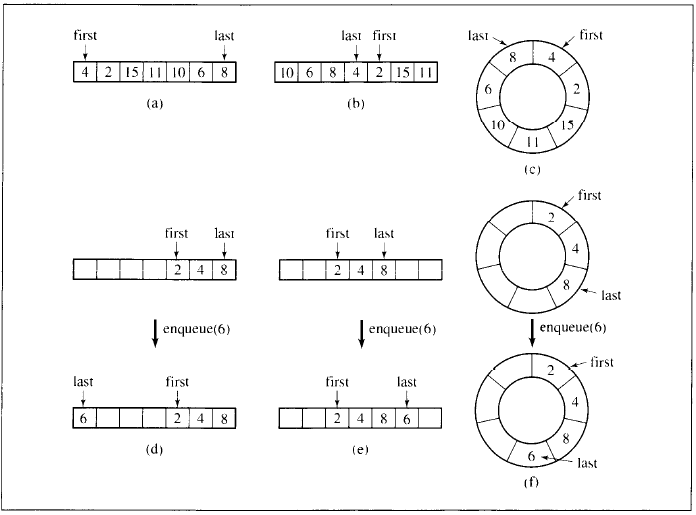 first last last first last first
4 2 15 11 10 6 8
10 6 8 4 2 15 11
8 4 2 15 11 10 6
(a) (b)
(c)
first last first last first
2 4 8
2 4 8
2 4 8
last
enqueue(6) enqueue(6) enqueue(6)
last first first last first
6 2 4 8
2 4 8 6
2 4 8 6
last
(d) (e) (f)